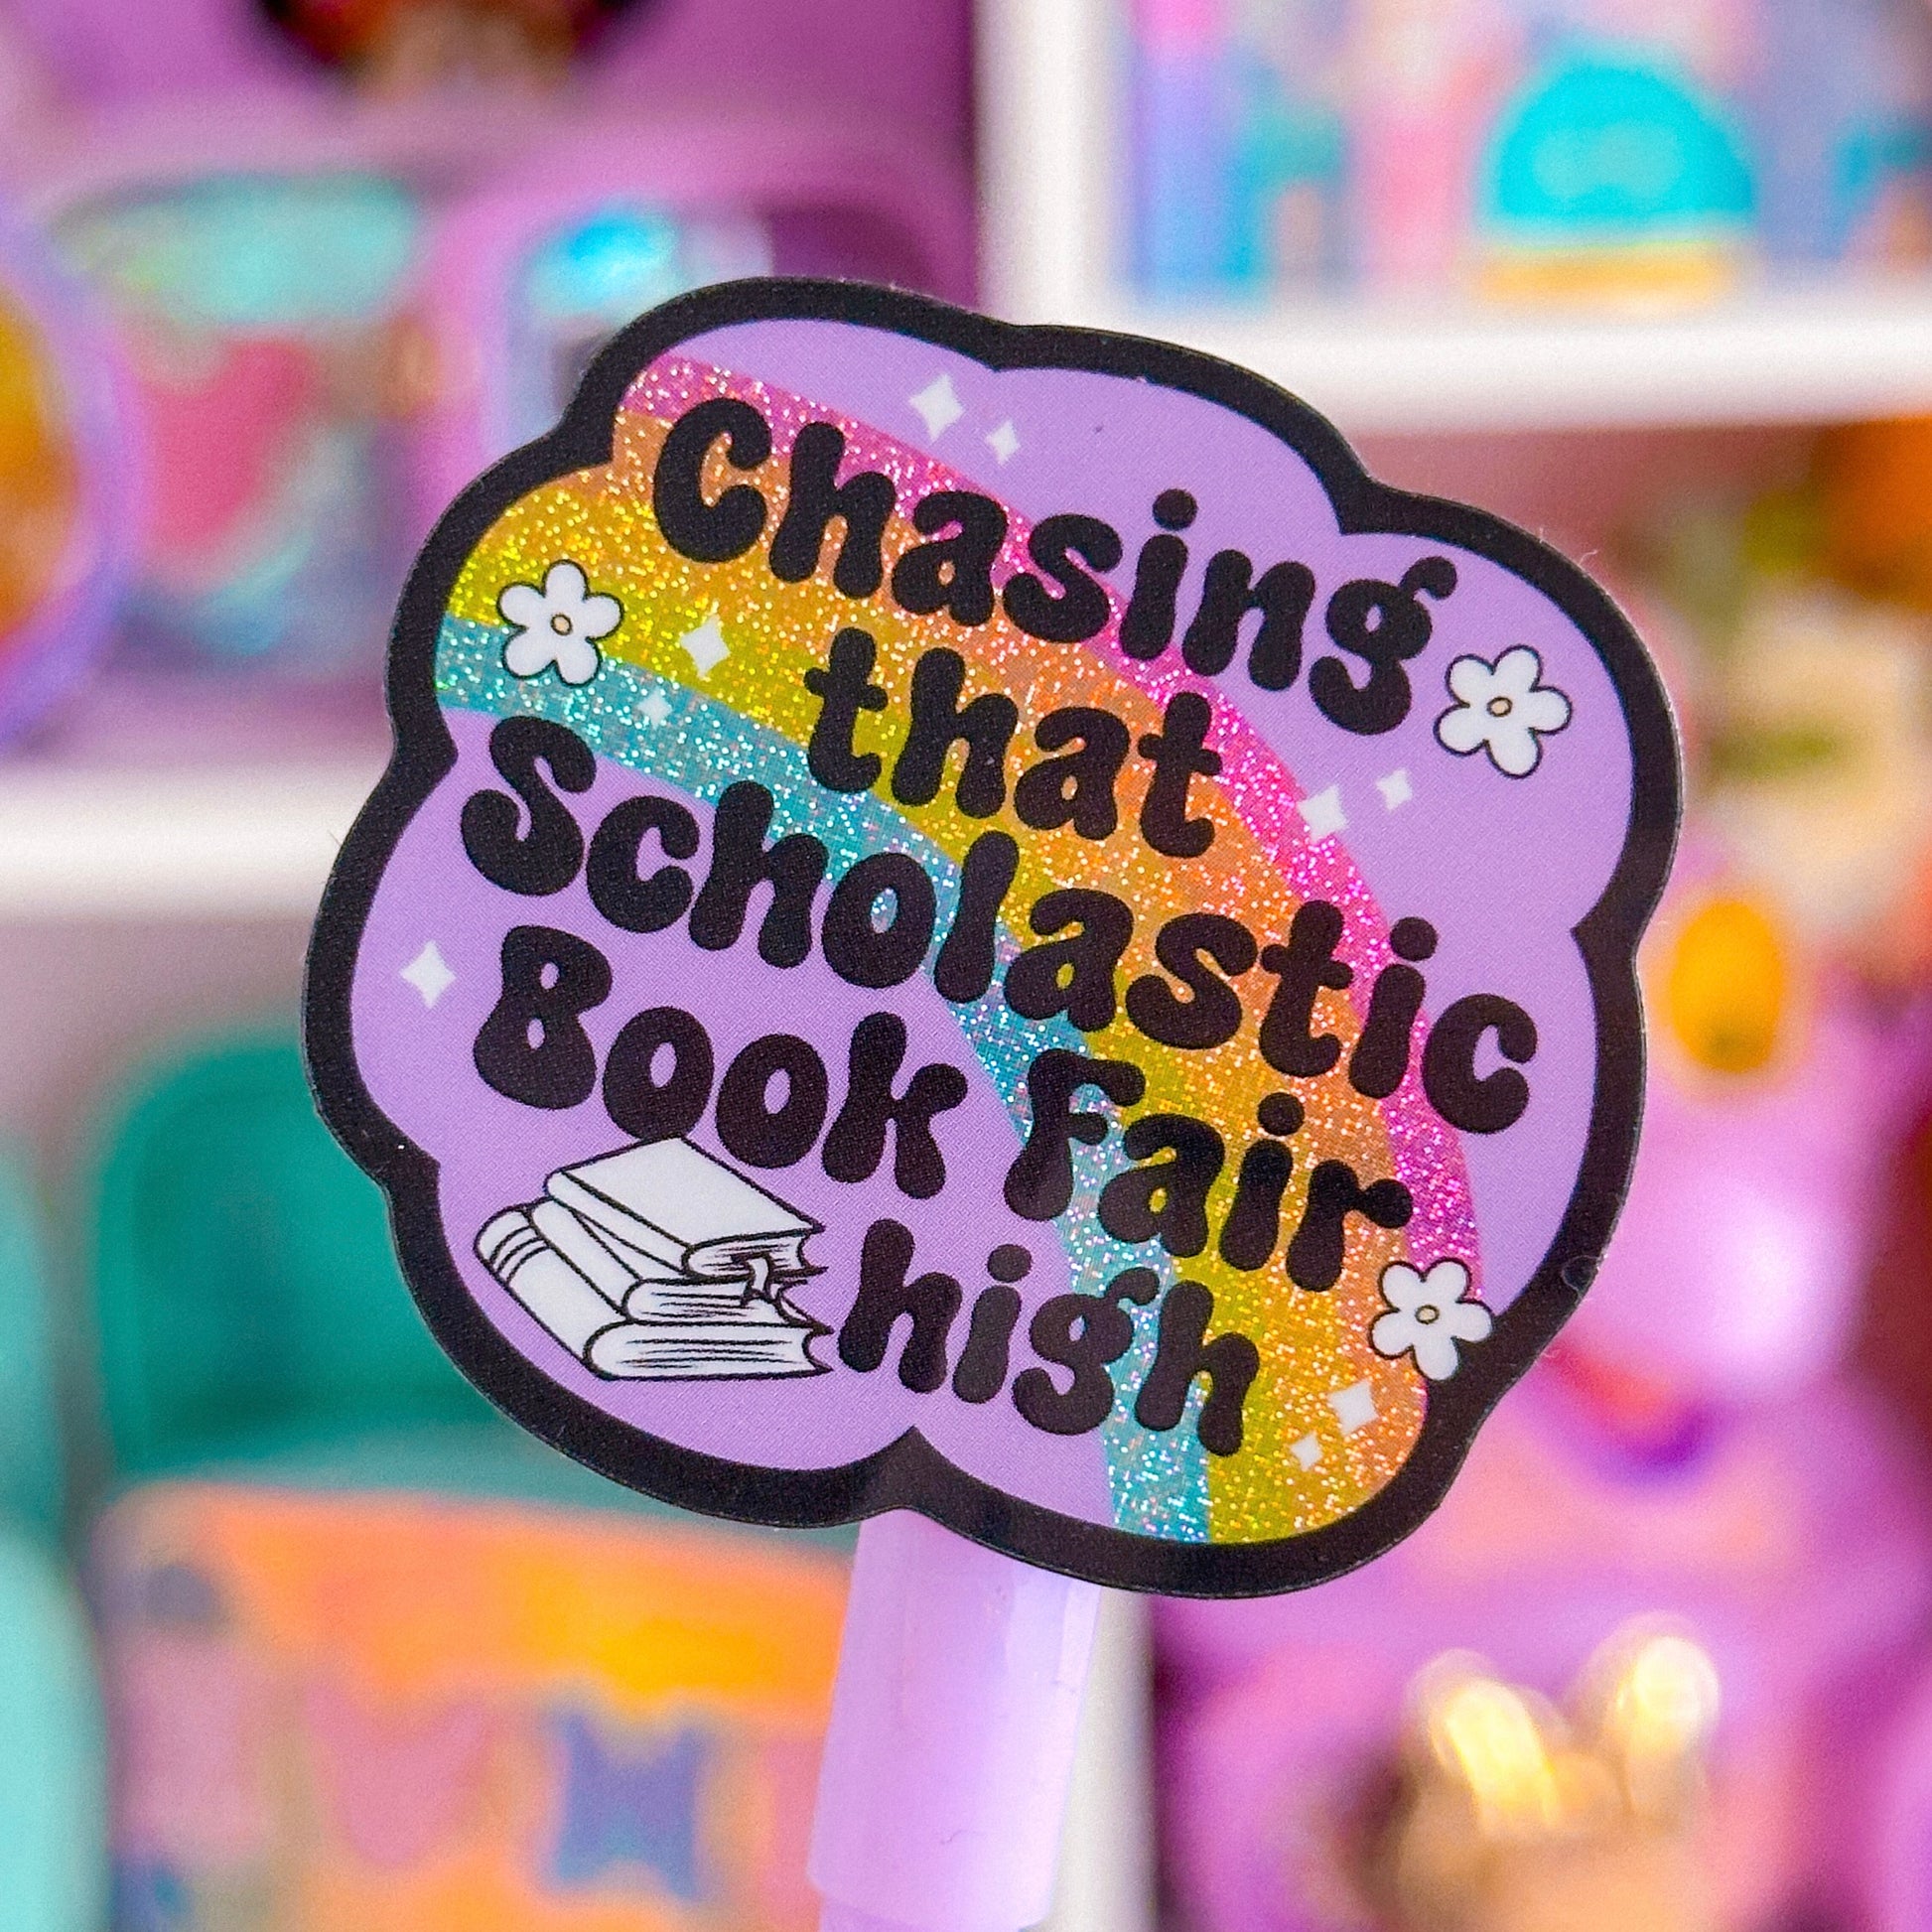 Chasing
that
Scholastic
Book Fair
high